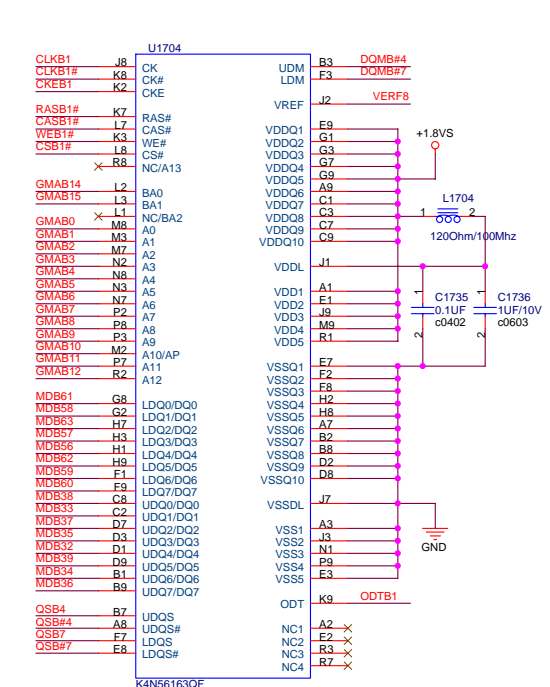 U1704
CLKB1 J8 CK
CLKB1# K8 CK#
CKEB1 K2 CKE
RASB1# K7 RAS#
CASB1# L7 CAS#
WEB1# K3 WE#
CSB1# L8 CS#
R8 NC/A13
GMAB14 L2 BA0
GMAB15 L3 BA1
L1 NC/BA2
GMAB0 M8 A0
GMAB1 M3 A1
GMAB2 M7 A2
GMAB3 N2 A3
GMAB4 N8 A4
GMAB5 N3 A5
GMAB6 N7 A6
GMAB7 P2 A7
GMAB8 P8 A8
GMAB9 P3 A9
GMAB10 M2 A10/AP
GMAB11 P7 A11
GMAB12 R2 A12
MDB61 G8 LDQ0/DQ0
MDB58 G2 LDQ1/DQ1
MDB63 H7 LDQ2/DQ2
MDB57 H3 LDQ3/DQ3
MDB56 H1 LDQ4/DQ4
MDB62 H9 LDQ5/DQ5
MDB59 F1 LDQ6/DQ6
MDB60 F9 LDQ7/DQ7
MDB38 C8 UDQ0/DQ0
MDB33 C2 UDQ1/DQ1
MDB37 D7 UDQ2/DQ2
MDB35 D3 UDQ3/DQ3
MDB32 D1 UDQ4/DQ4
MDB39 D9 UDQ5/DQ5
MDB34 B1 UDQ6/DQ6
MDB36 B9 UDQ7/DQ7
QSB4 B7 UDQS
QSB#4 A8 UDQS#
QSB7 F7 LDQS
QSB#7 E8 LDQS#
UDM B3 DQMB#4
LDM F3 DQMB#7
VREF J2 VERF8
VDDQ1 E9
VDDQ2 G1
VDDQ3 G3
VDDQ4 G7
VDDQ5 G9
VDDQ6 A9
VDDQ7 C1
VDDQ8 C3
VDDQ9 C7
VDDQ10 C9
VDDL J1
VDD1 A1
VDD2 E1
VDD3 J9
VDD4 M9
VDD5 R1
VSSQ1 E7
VSSQ2 F2
VSSQ3 F8
VSSQ4 H2
VSSQ5 H8
VSSQ6 A7
VSSQ7 B2
VSSQ8 B8
VSSQ9 D2
VSSQ10 D8
VSSDL J7
VSS1 A3
VSS2 J3
VSS3 N1
VSS4 P9
VSS5 E3
ODT K9 ODTB1
NC1 A2
NC2 E2
NC3 R3
NC4 R7
+1.8VS
L1704
1 2
120Ohm/100Mhz
1
C1735
0.1UF
c0402
2
1
C1736
1UF/10V
c0603
2
GND
K4N56163QF